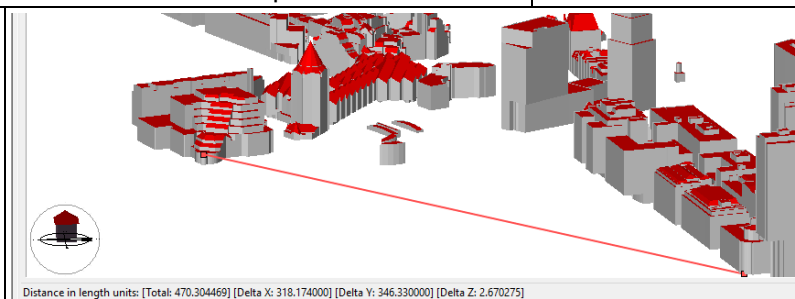 Distance in length units: [Total: 470.304469] [Delta X: 318.174000] [Delta Y: 346.330000] [Delta Z: 2.670275]